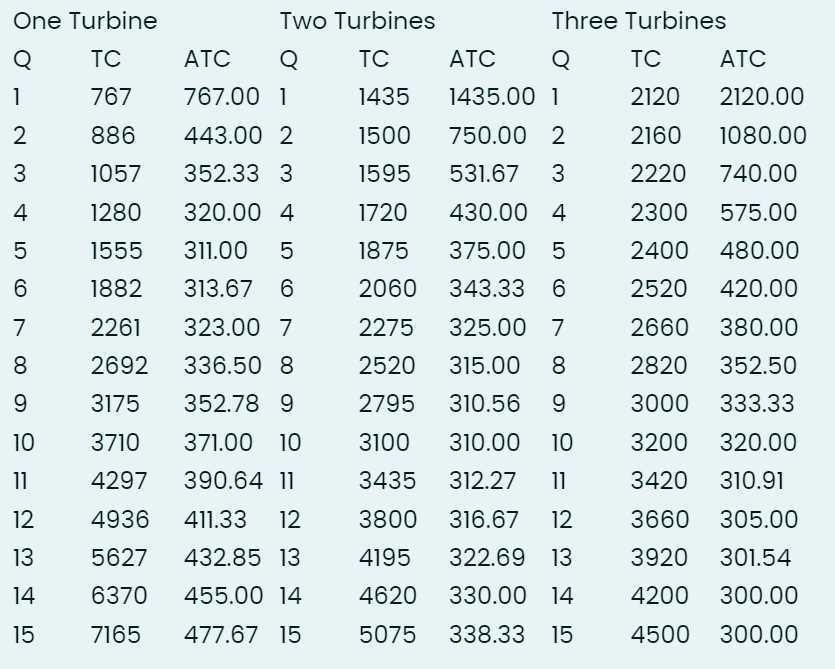 One Turbine Two Turbines Three Turbines
Q TC ATC Q TC ATC Q TC ATC
1 767 767.00 1 1435 1435.00 1 2120 2120.00
2 886 443.00 2 1500 750.00 2 2160 1080.00
3 1057 352.33 3 1595 531.67 3 2220 740.00
4 1280 320.00 4 1720 430.00 4 2300 575.00
5 1555 311.00 5 1875 375.00 5 2400 480.00
6 1882 313.67 6 2060 343.33 6 2520 420.00
7 2261 323.00 7 2275 325.00 7 2660 380.00
8 2692 336.50 8 2520 315.00 8 2820 352.50
9 3175 352.78 9 2795 310.56 9 3000 333.33
10 3710 371.00 10 3100 310.00 10 3200 320.00
11 4297 390.64 11 3435 312.27 11 3420 310.91
12 4936 411.33 12 3800 316.67 12 3660 305.00
13 5627 432.85 13 4195 322.69 13 3920 301.54
14 6370 455.00 14 4620 330.00 14 4200 300.00
15 7165 477.67 15 5075 338.33 15 4500 300.00